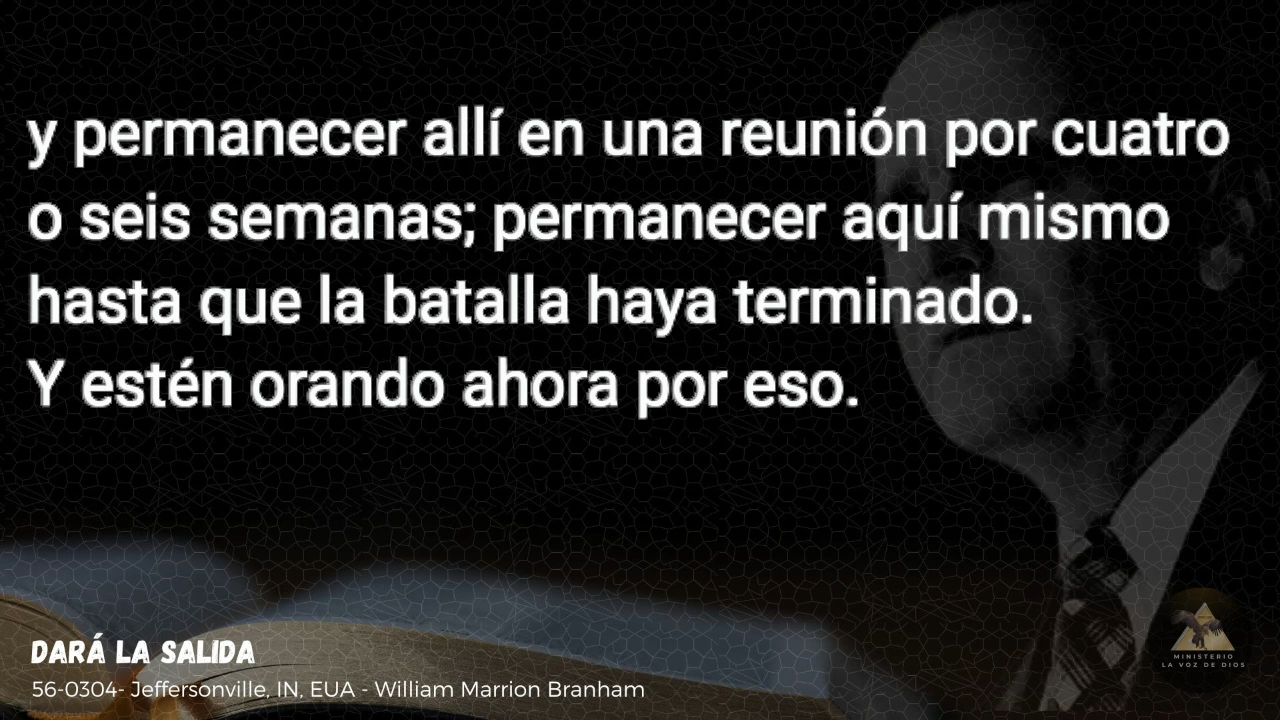 y permanecer allí en una reunión por cuatro
o seis semanas; permanecer aquí mismo
hasta que la batalla haya terminado.
Y estén orando ahora por eso.
DARÁ LA SALIDA
56-0304- Jeffersonville, IN, EUA - William Marrion Branham
MINISTERIO
LA VOZ DE DIOS